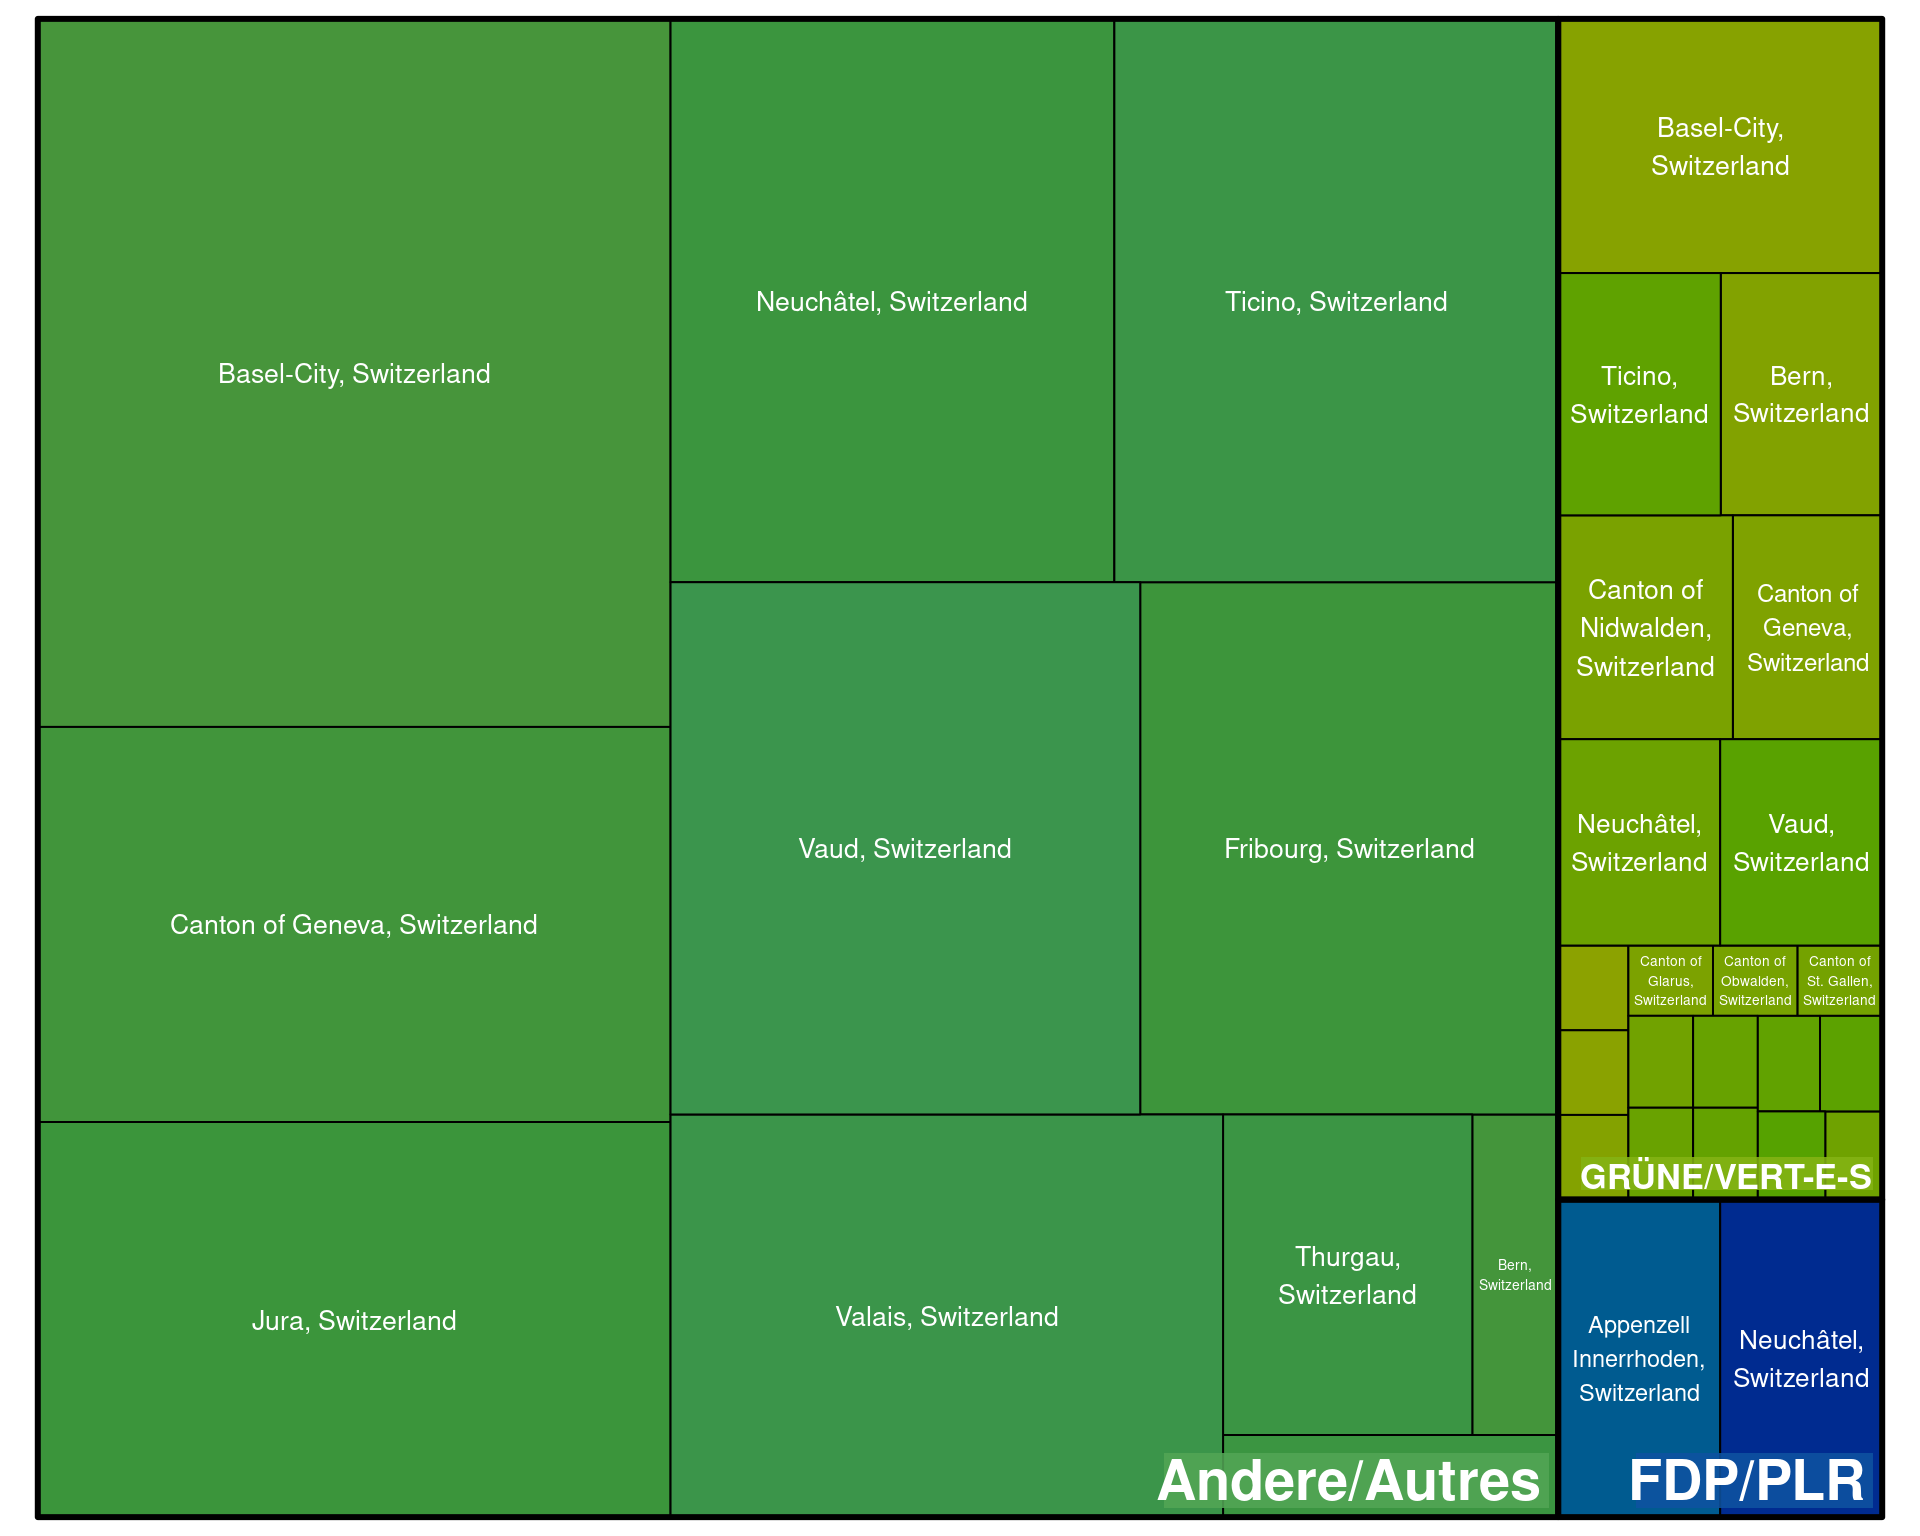 Basel-City, Switzerland
Neuchâtel, Switzerland
Ticino, Switzerland
Canton of Geneva, Switzerland
Vaud, Switzerland
Fribourg, Switzerland
Jura, Switzerland
Valais, Switzerland
Thurgau,
Switzerland
Bern,
Switzerland
Andere/Autres
Basel-City,
Switzerland
Ticino,
Switzerland
Bern,
Switzerland
Canton of
Nidwalden,
Switzerland
Canton of
Geneva,
Switzerland
Neuchâtel,
Switzerland
Vaud,
Switzerland
Canton of
Glarus,
Switzerland
Canton of
Obwalden,
Switzerland
Canton of
St. Gallen,
Switzerland
GRÜNE/VERT-E-S
Appenzell
Innerrhoden,
Switzerland
Neuchâtel,
Switzerland
FDP/PLR